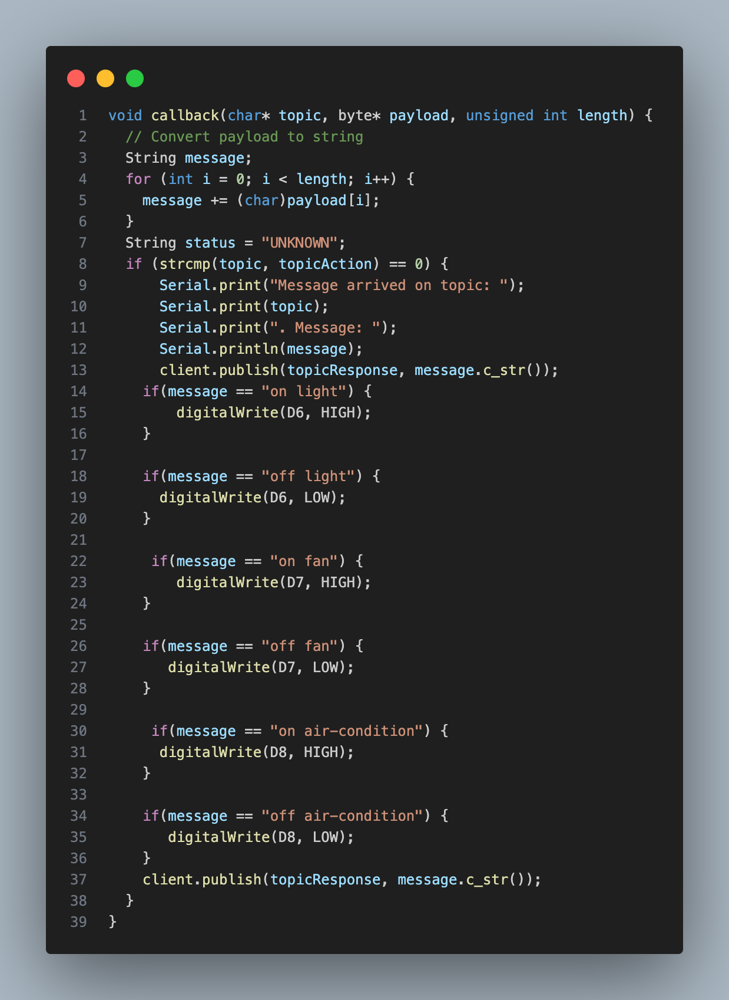 1 void callback(char* topic, byte* payload, unsigned int length) {
2   // Convert payload to string
3   String message;
4   for (int i = 0; i < length; i++) {
5     message += (char)payload[i];
6   }
7   String status = "UNKNOWN";
8   if (strcmp(topic, topicAction) == 0) {
9       Serial.print("Message arrived on topic: ");
10       Serial.print(topic);
11       Serial.print(". Message: ");
12       Serial.println(message);
13       client.publish(topicResponse, message.c_str());
14     if(message == "on light") {
15         digitalWrite(D6, HIGH);
16     }
17
18     if(message == "off light") {
19       digitalWrite(D6, LOW);
20     }
21
22      if(message == "on fan") {
23         digitalWrite(D7, HIGH);
24     }
25
26     if(message == "off fan") {
27        digitalWrite(D7, LOW);
28     }
29
30      if(message == "on air-condition") {
31       digitalWrite(D8, HIGH);
32     }
33
34     if(message == "off air-condition") {
35        digitalWrite(D8, LOW);
36     }
37     client.publish(topicResponse, message.c_str());
38   }
39 }